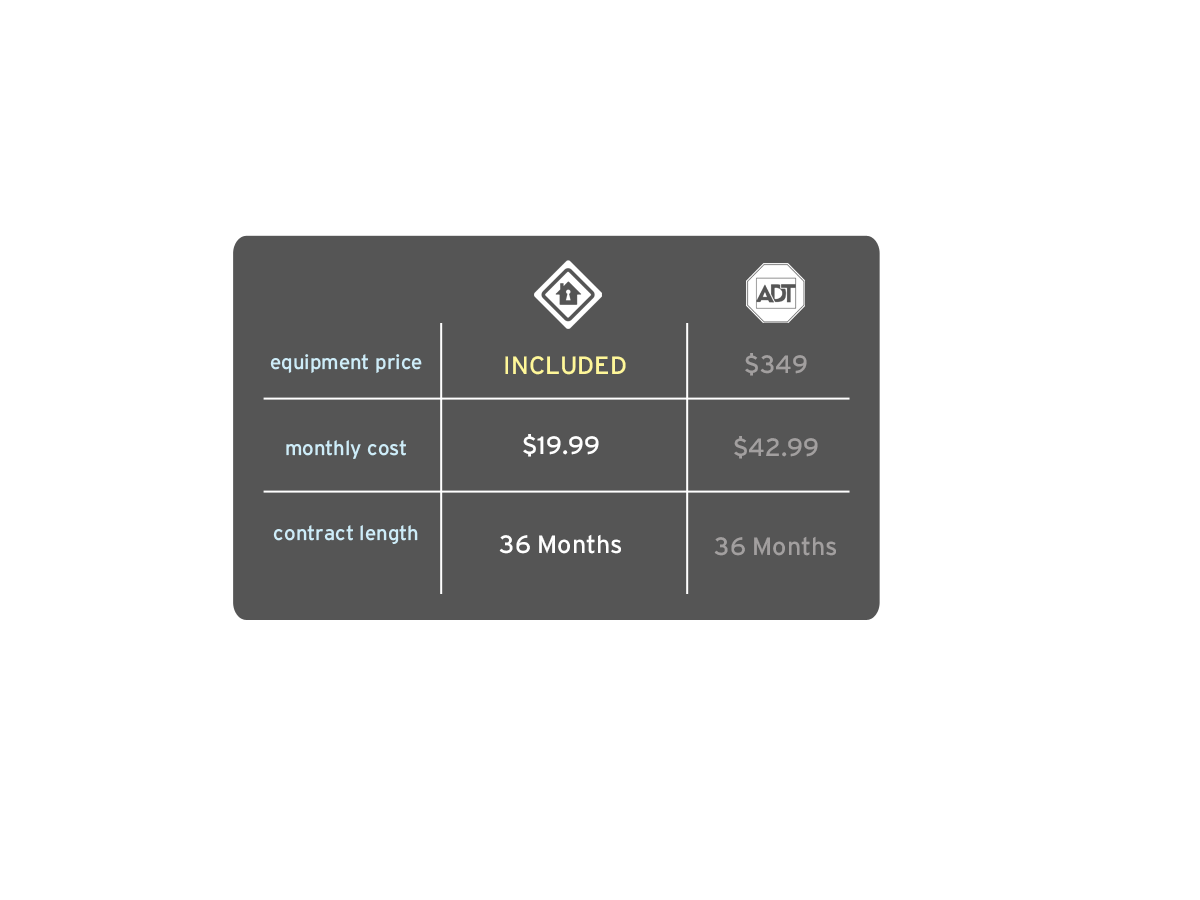 ADT
equipment price INCLUDED $349
monthly cost $19.99 $42.99
contract length 36 Months 36 Months